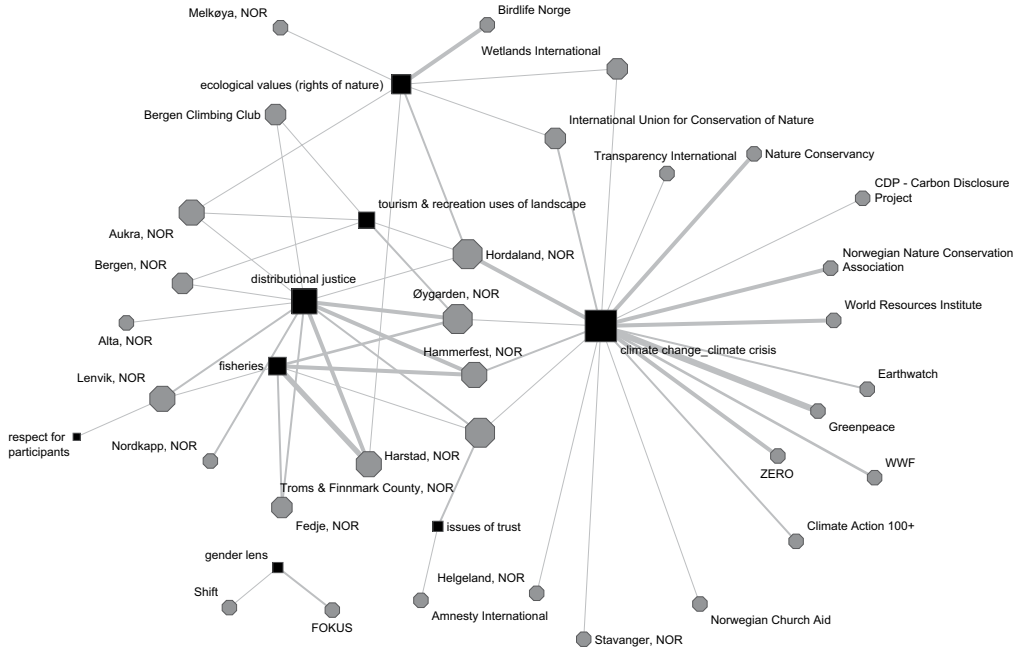 Melkøya, NOR
Birdlife Norge
Wetlands International
ecological values (rights of nature)
Bergen Climbing Club
International Union for Conservation of Nature
Transparency International
Nature Conservancy
CDP - Carbon Disclosure
Project
tourism & recreation uses of landscape
Aukra, NOR
Hordaland, NOR
Norwegian Nature Conservation
Association
Bergen, NOR
distributional justice
Øygarden, NOR
World Resources Institute
Alta, NOR
Hammerfest, NOR
climate change_climate crisis
fisheries
Lenvik, NOR
Earthwatch
Greenpeace
respect for
participants
Nordkapp, NOR
Harstad, NOR
WWF
ZERO
Troms & Finnmark County, NOR
Fedje, NOR
issues of trust
Climate Action 100+
gender lens
Shift
FOKUS
Helgeland, NOR
Amnesty International
Norwegian Church Aid
Stavanger, NOR